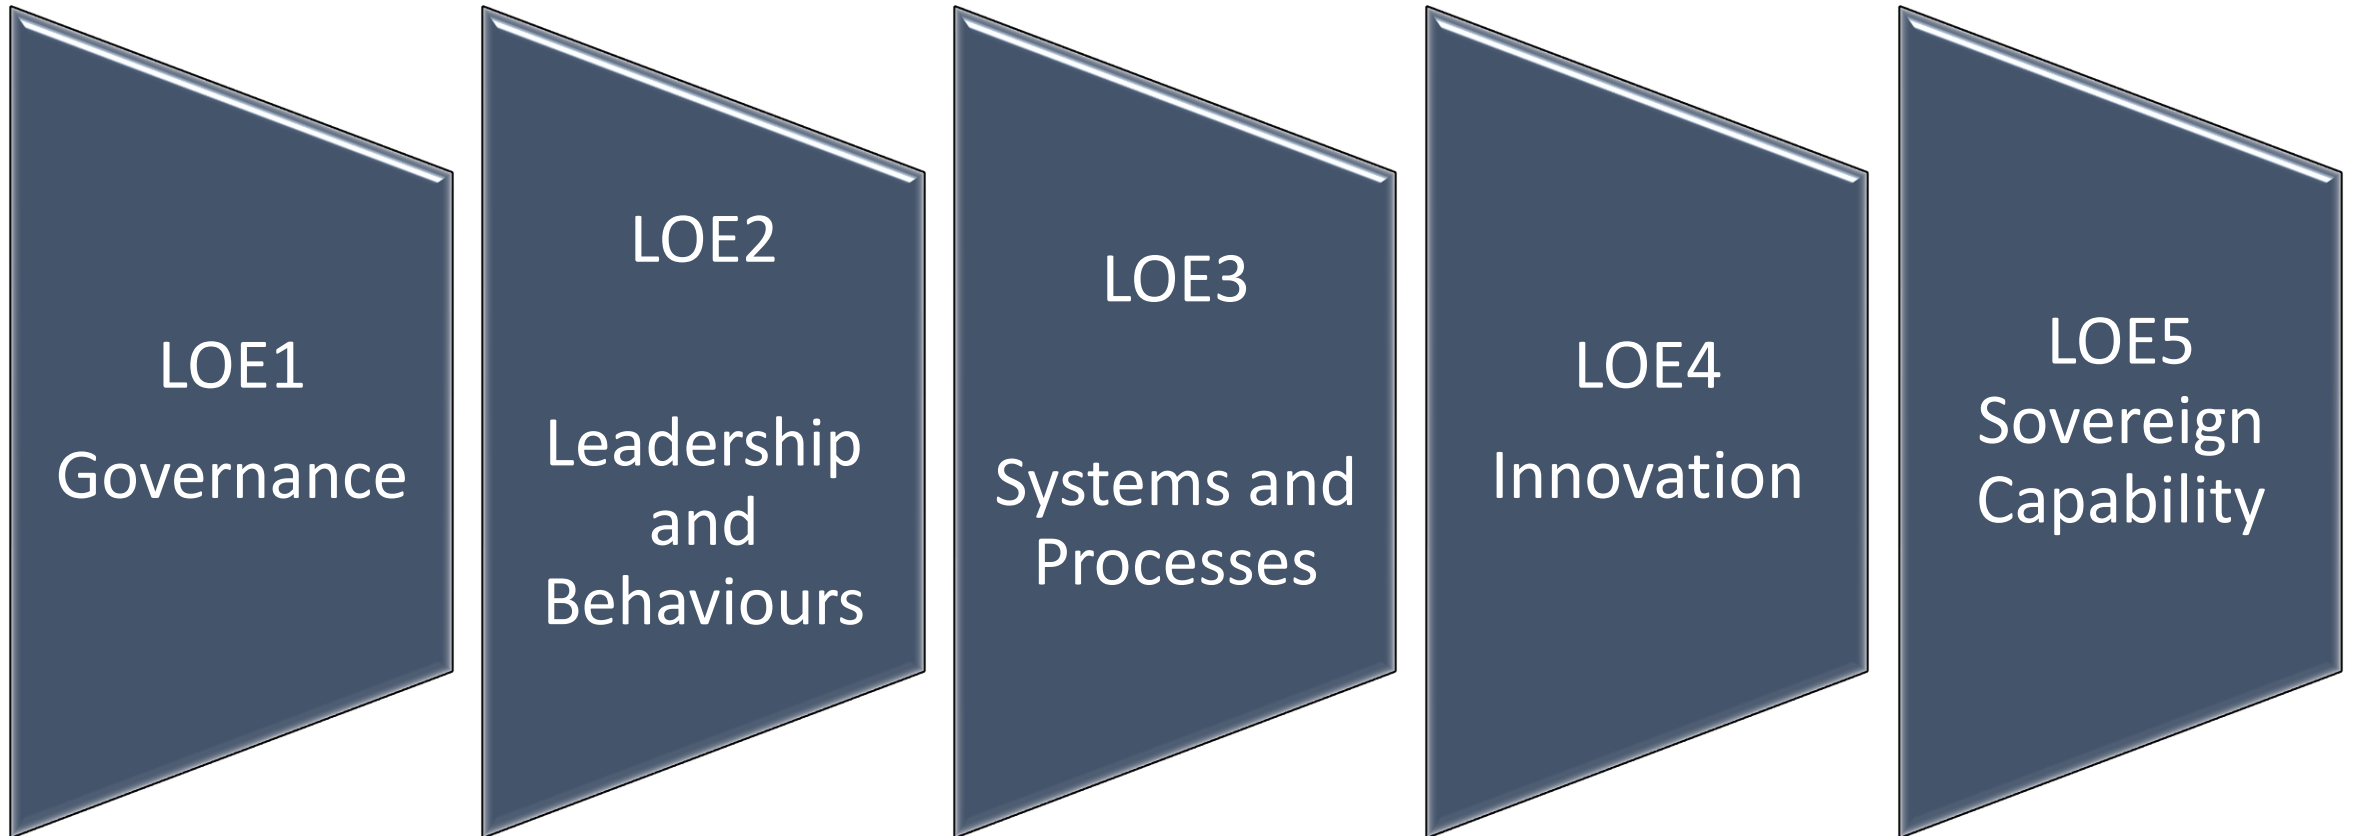 LOE1
Governance
LOE2
Leadership
and
Behaviours
LOE3
Systems and
Processes
LOE4
Innovation
LOE5
Sovereign
Capability